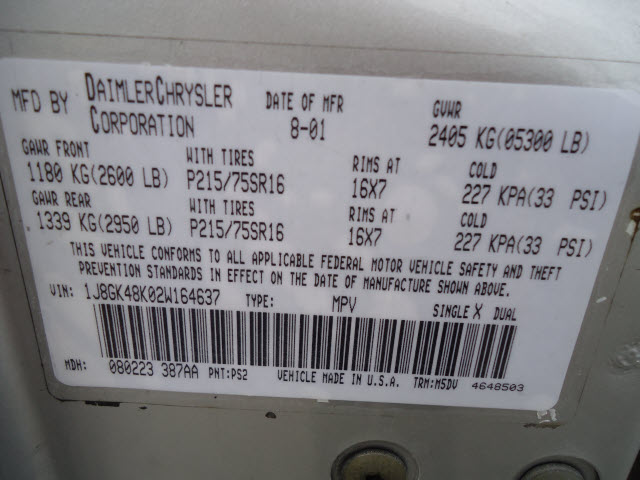 MFD BY DAIMLERCHRYSLER CORPORATION DATE OF MFR 8-01 GVWR 2405 KG(05300 LB)
GAWR FRONT WITH TIRES RIMS AT COLD
1180 KG(2600 LB) P215/75SR16 16X7 227 KPA(33 PSI)
GAWR REAR WITH TIRES RIMS AT COLD
1339 KG(2950 LB) P215/75SR16 16X7 227 KPA(33 PSI)
THIS VEHICLE CONFORMS TO ALL APPLICABLE FEDERAL MOTOR VEHICLE SAFETY AND THEFT
PREVENTION STANDARDS IN EFFECT ON THE DATE OF MANUFACTURE SHOWN ABOVE.
VIN: 1J8GK48K02W164637 TYPE: MPV SINGLE X DUAL
MDH: 080223 387AA PNT:PS2 VEHICLE MADE IN U.S.A. TRM:M5DV 4648503